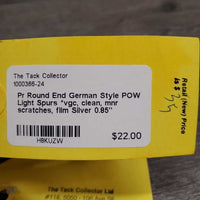 The Tack Collector
1000366-24
Pr Round End German Style POW
Light Spurs "vgc, clean, mnr
scratches, film Silver 0.85"
H8KUZW
$22.00
Retail (New) Price
is $
The Tack Collector Ltd